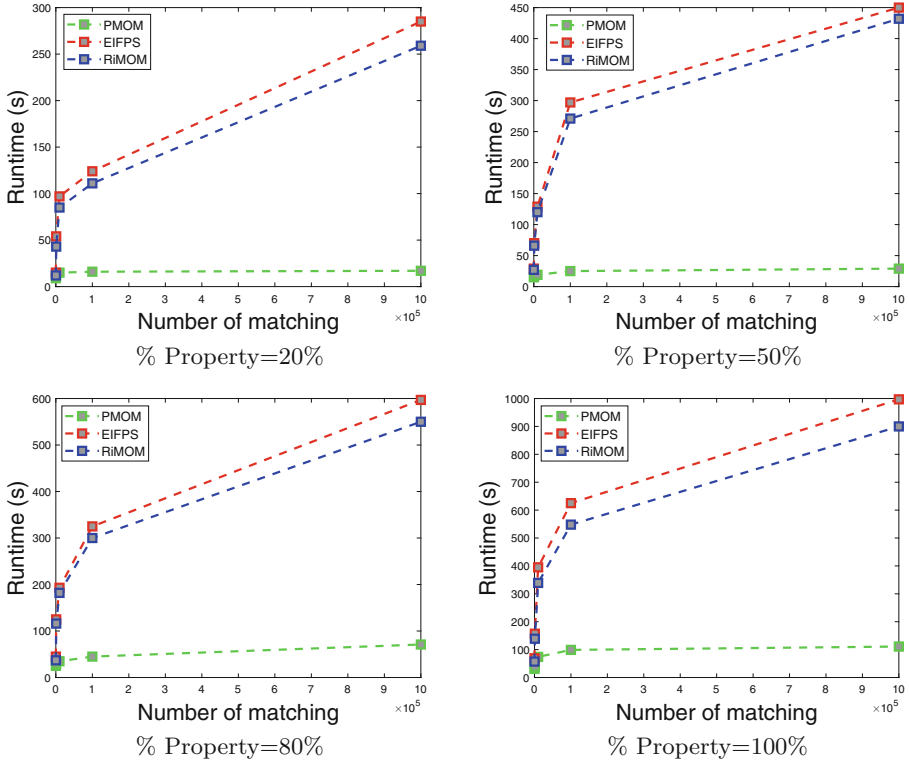 300
250
200
150
100
50
0
Runtime (s)
PMOM
EIFPS
RiMOM
0 1 2 3 4 5 6 7 8 9 10
×10^5
Number of matching
% Property=20%
450
400
350
300
250
200
150
100
50
0
Runtime (s)
PMOM
EIFPS
RiMOM
0 1 2 3 4 5 6 7 8 9 10
×10^5
Number of matching
% Property=50%
600
500
400
300
200
100
0
Runtime (s)
PMOM
EIFPS
RiMOM
0 1 2 3 4 5 6 7 8 9 10
×10^5
Number of matching
% Property=80%
1000
900
800
700
600
500
400
300
200
100
0
Runtime (s)
PMOM
EIFPS
RiMOM
0 1 2 3 4 5 6 7 8 9 10
×10^5
Number of matching
% Property=100%